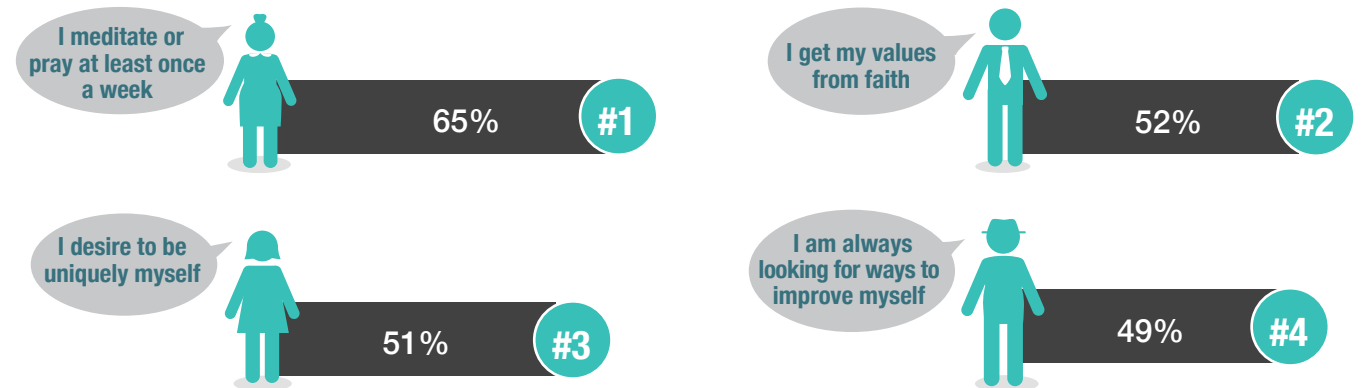 I meditate or
pray at least once
a week
65%
#1
I get my values
from faith
52%
#2
I desire to be
uniquely myself
51%
#3
I am always
looking for ways to
improve myself
49%
#4